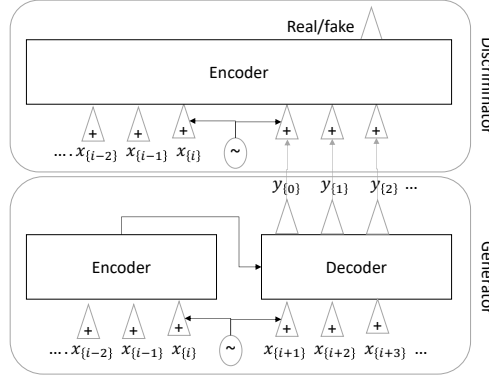 Real/fake
Encoder
Discriminator
+ + + + + +
.... x{i−2} x{i−1} x{i} ~
y{0} y{1} y{2} ...
Encoder Decoder
Generator
+ + + + + +
.... x{i−2} x{i−1} x{i} ~ x{i+1} x{i+2} x{i+3} ...